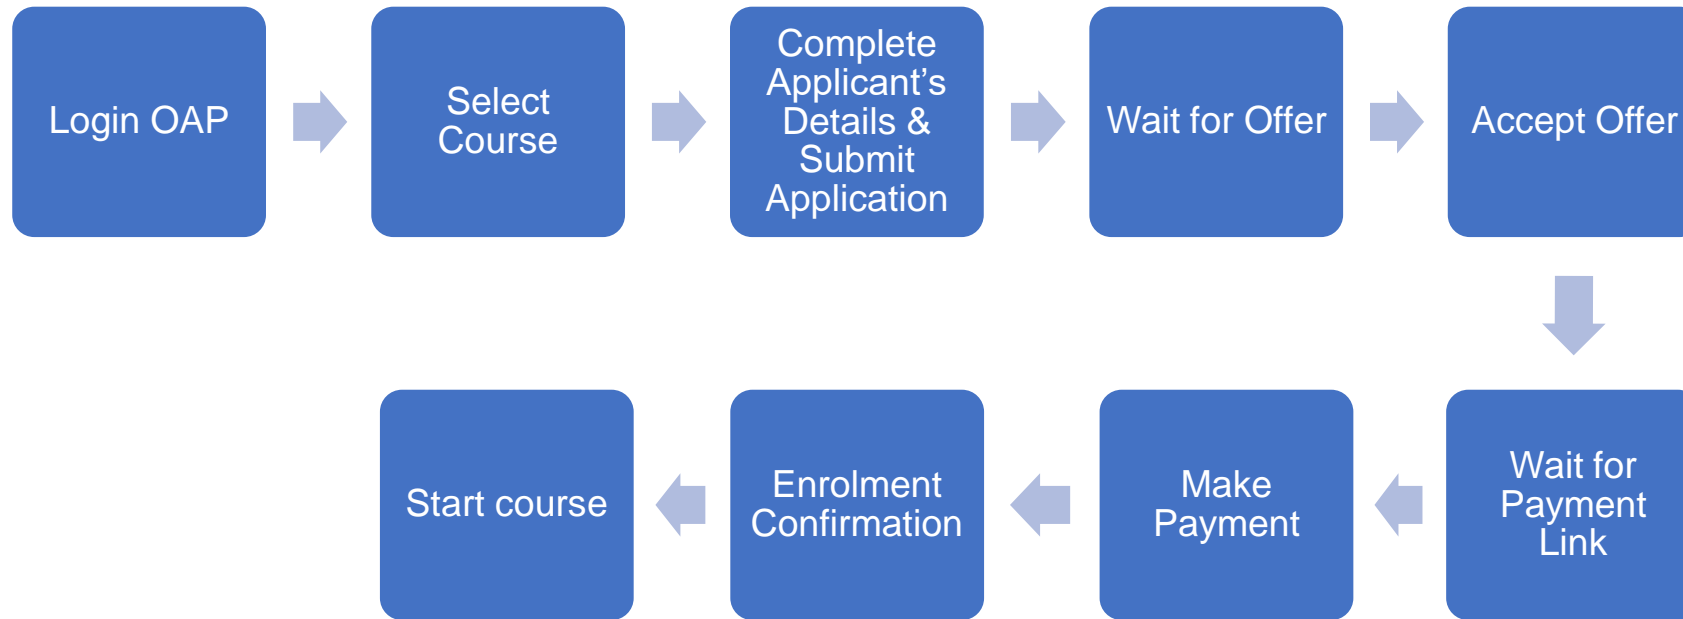 Login OAP
Select
Course
Complete
Applicant’s
Details &
Submit
Application
Wait for Offer
Accept Offer
Wait for
Payment
Link
Make
Payment
Enrolment
Confirmation
Start course